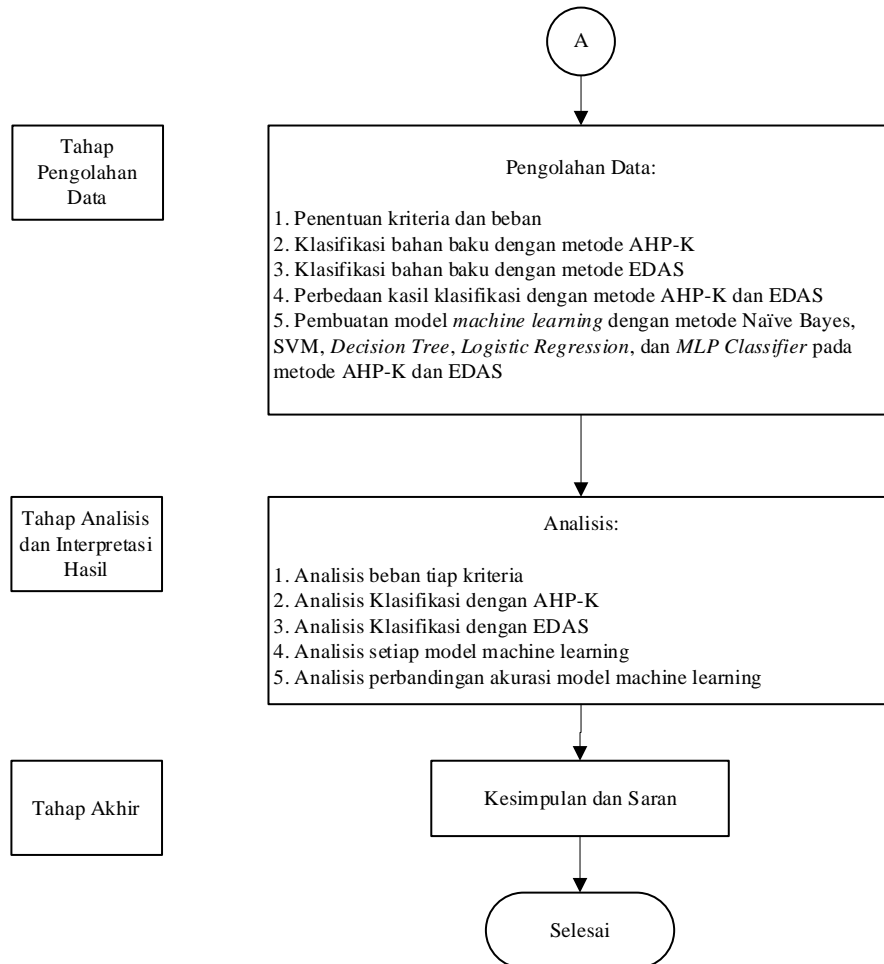 A
Tahap
Pengolahan
Data
Pengolahan Data:
1. Penentuan kriteria dan beban
2. Klasifikasi bahan baku dengan metode AHP-K
3. Klasifikasi bahan baku dengan metode EDAS
4. Perbedaan kasil klasifikasi dengan metode AHP-K dan EDAS
5. Pembuatan model machine learning dengan metode Naïve Bayes,
SVM, Decision Tree, Logistic Regression, dan MLP Classifier pada
metode AHP-K dan EDAS
Tahap Analisis
dan Interpretasi
Hasil
Analisis:
1. Analisis beban tiap kriteria
2. Analisis Klasifikasi dengan AHP-K
3. Analisis Klasifikasi dengan EDAS
4. Analisis setiap model machine learning
5. Analisis perbandingan akurasi model machine learning
Tahap Akhir
Kesimpulan dan Saran
Selesai